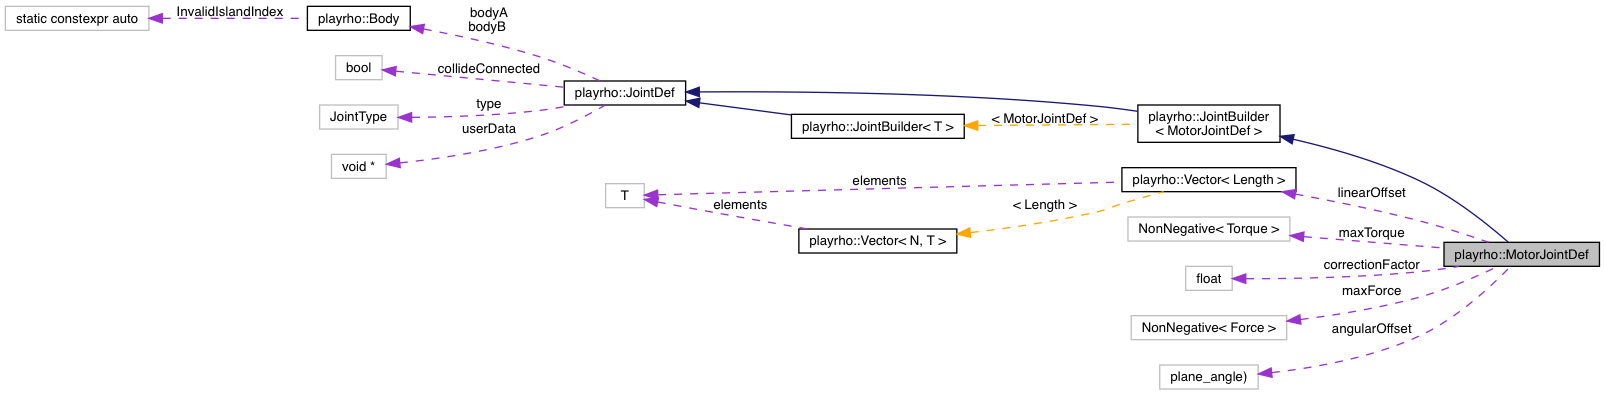 static constexpr auto
InvalidIslandIndex
playrho::Body
bodyA
bodyB
bool
collideConnected
playrho::JointDef
JointType
type
userData
void *
playrho::JointBuilder< T >
< MotorJointDef >
playrho::JointBuilder
< MotorJointDef >
T
elements
elements
playrho::Vector< Length >
< Length >
playrho::Vector< N, T >
linearOffset
NonNegative< Torque >
maxTorque
playrho::MotorJointDef
float
correctionFactor
maxForce
NonNegative< Force >
angularOffset
plane_angle)